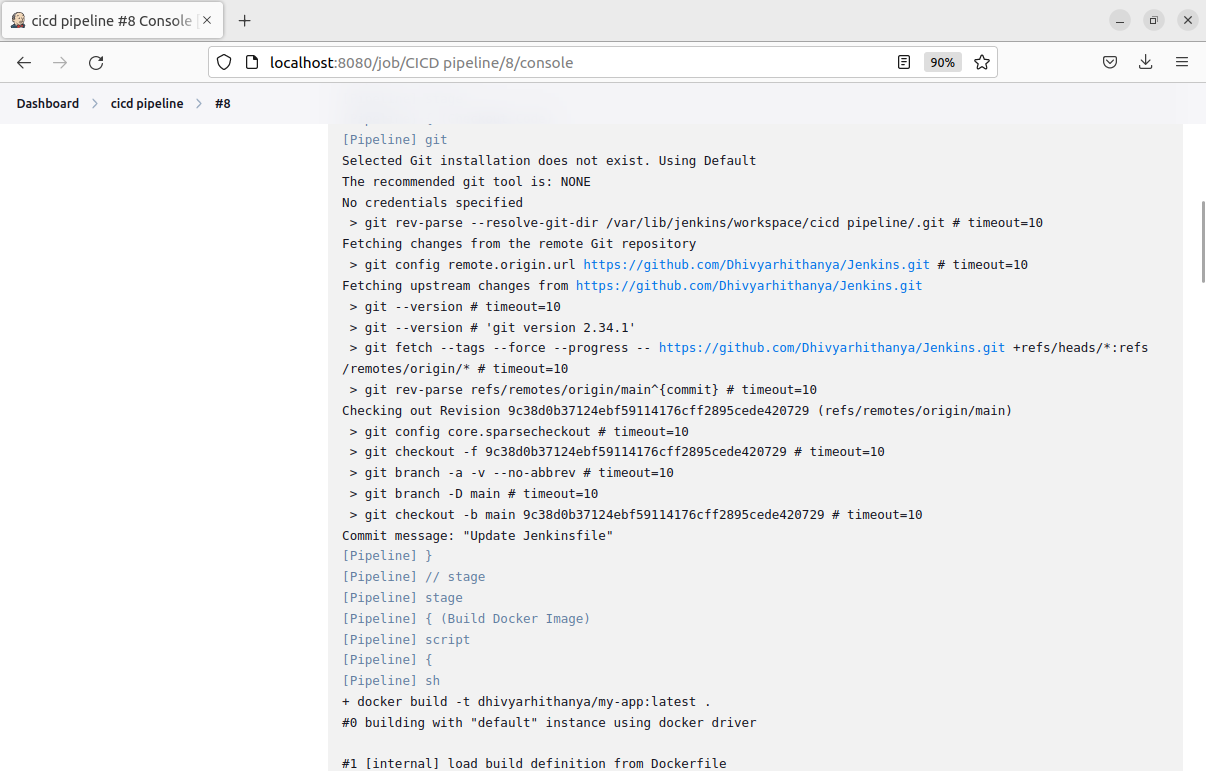 cicd pipeline #8 Console
localhost:8080/job/CICD pipeline/8/console
90%
Dashboard > cicd pipeline > #8
[Pipeline] git
Selected Git installation does not exist. Using Default
The recommended git tool is: NONE
No credentials specified
> git rev-parse --resolve-git-dir /var/lib/jenkins/workspace/cicd pipeline/.git # timeout=10
Fetching changes from the remote Git repository
> git config remote.origin.url https://github.com/Dhivyarhithanya/Jenkins.git # timeout=10
Fetching upstream changes from https://github.com/Dhivyarhithanya/Jenkins.git
> git --version # timeout=10
> git --version # 'git version 2.34.1'
> git fetch --tags --force --progress -- https://github.com/Dhivyarhithanya/Jenkins.git +refs/heads/*:refs
/remotes/origin/* # timeout=10
> git rev-parse refs/remotes/origin/main^{commit} # timeout=10
Checking out Revision 9c38d0b37124ebf59114176cff2895cede420729 (refs/remotes/origin/main)
> git config core.sparsecheckout # timeout=10
> git checkout -f 9c38d0b37124ebf59114176cff2895cede420729 # timeout=10
> git branch -a -v --no-abbrev # timeout=10
> git branch -D main # timeout=10
> git checkout -b main 9c38d0b37124ebf59114176cff2895cede420729 # timeout=10
Commit message: "Update Jenkinsfile"
[Pipeline] }
[Pipeline] // stage
[Pipeline] stage
[Pipeline] { (Build Docker Image)
[Pipeline] script
[Pipeline] {
[Pipeline] sh
+ docker build -t dhivyarhithanya/my-app:latest .
#0 building with "default" instance using docker driver
#1 [internal] load build definition from Dockerfile